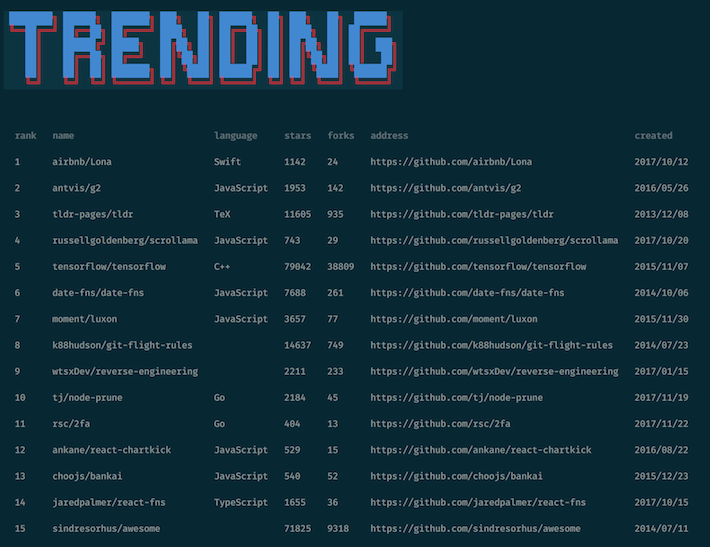 TRENDING
rank name language stars forks address created
1 airbnb/Lona Swift 1142 24 https://github.com/airbnb/Lona 2017/10/12
2 antvis/g2 JavaScript 1953 142 https://github.com/antvis/g2 2016/05/26
3 tldr-pages/tldr TeX 11605 935 https://github.com/tldr-pages/tldr 2013/12/08
4 russellgoldenberg/scrollama JavaScript 743 29 https://github.com/russellgoldenberg/scrollama 2017/10/20
5 tensorflow/tensorflow C++ 79042 38809 https://github.com/tensorflow/tensorflow 2015/11/07
6 date-fns/date-fns JavaScript 7688 261 https://github.com/date-fns/date-fns 2014/10/06
7 moment/luxon JavaScript 3657 77 https://github.com/moment/luxon 2015/11/30
8 k88hudson/git-flight-rules 14637 749 https://github.com/k88hudson/git-flight-rules 2014/07/23
9 wtsxDev/reverse-engineering 2211 233 https://github.com/wtsxDev/reverse-engineering 2017/01/15
10 tj/node-prune Go 2184 45 https://github.com/tj/node-prune 2017/11/19
11 rsc/2fa Go 404 13 https://github.com/rsc/2fa 2017/11/22
12 ankane/react-chartkick JavaScript 529 15 https://github.com/ankane/react-chartkick 2016/08/22
13 choojs/bankai JavaScript 540 52 https://github.com/choojs/bankai 2015/12/23
14 jaredpalmer/react-fns TypeScript 1655 36 https://github.com/jaredpalmer/react-fns 2017/10/15
15 sindresorhus/awesome 71825 9318 https://github.com/sindresorhus/awesome 2014/07/11